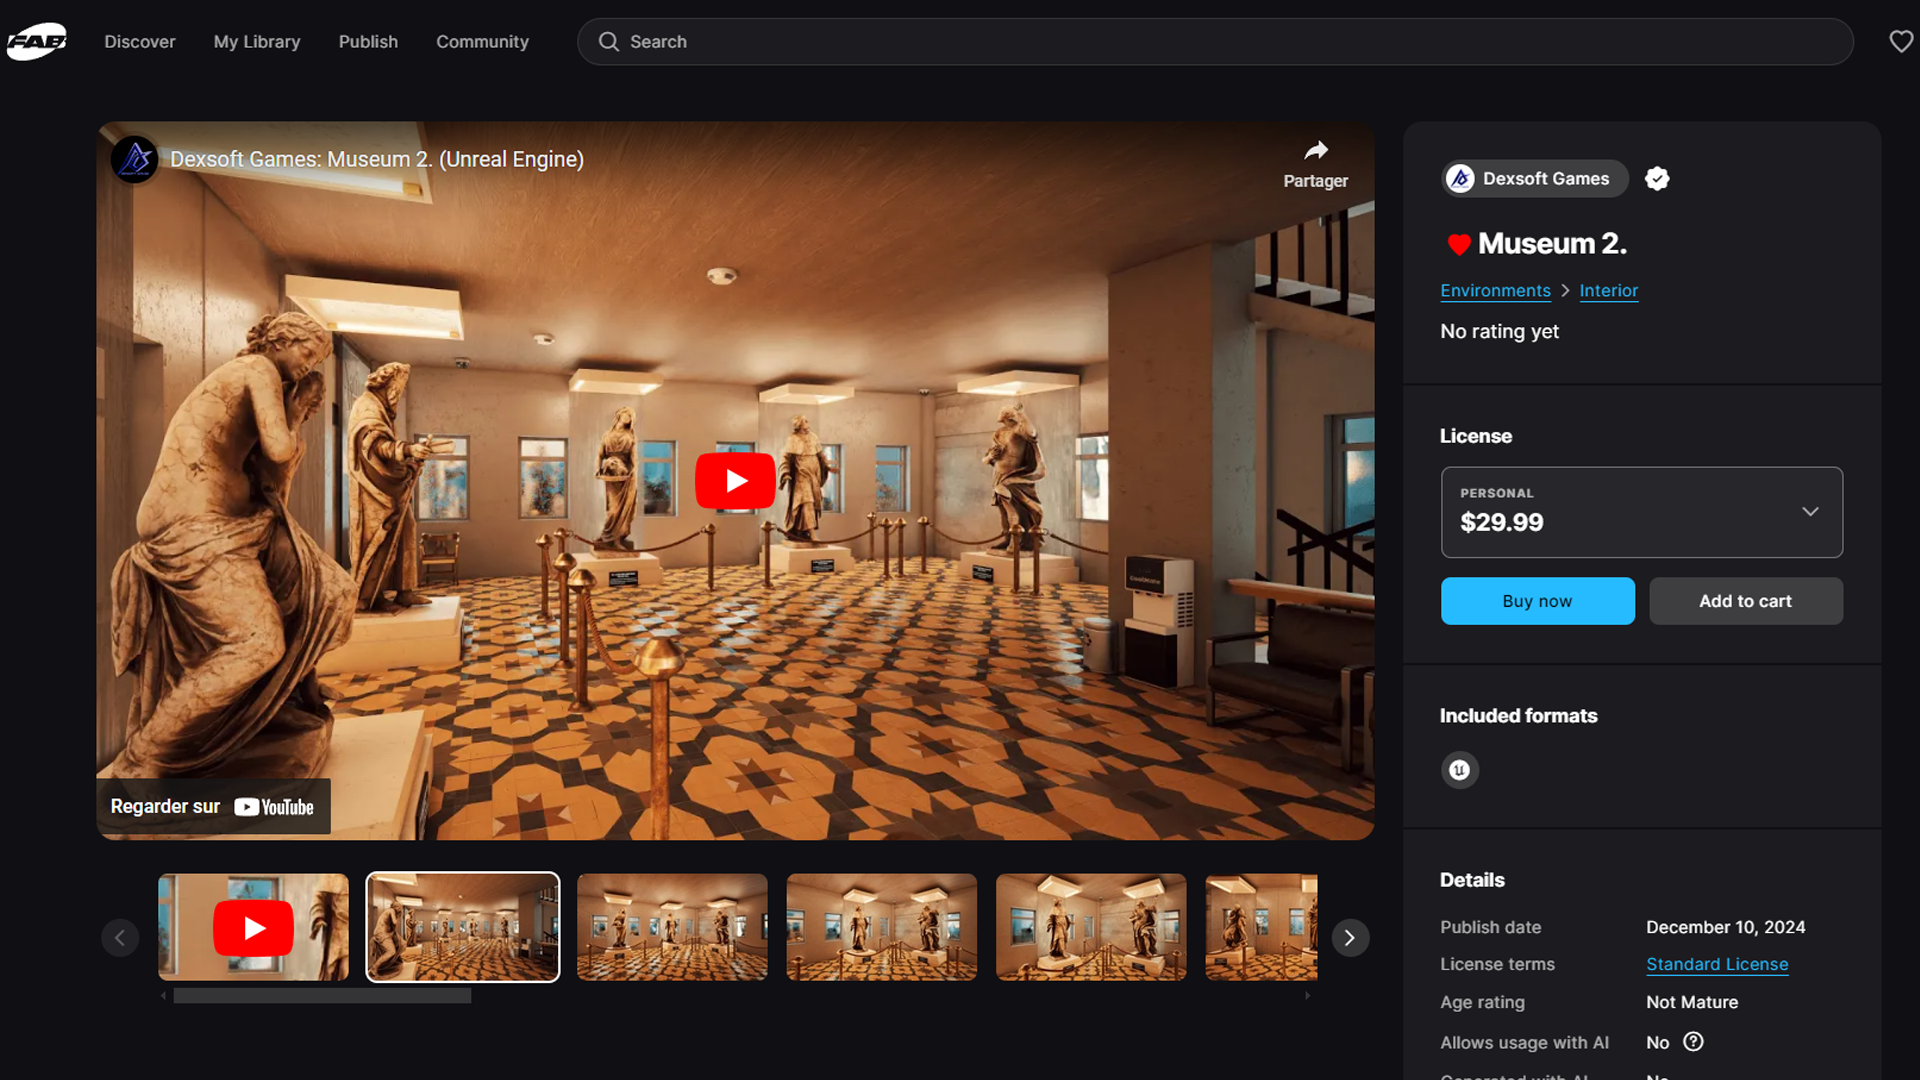 FAB
Discover
My Library
Publish
Community
Search
Dexsoft Games: Museum 2. (Unreal Engine)
Partager
Regarder sur YouTube
Dexsoft Games
Museum 2.
Environments > Interior
No rating yet
License
PERSONAL
$29.99
Buy now
Add to cart
Included formats
Details
Publish date December 10, 2024
License terms Standard License
Age rating Not Mature
Allows usage with AI No